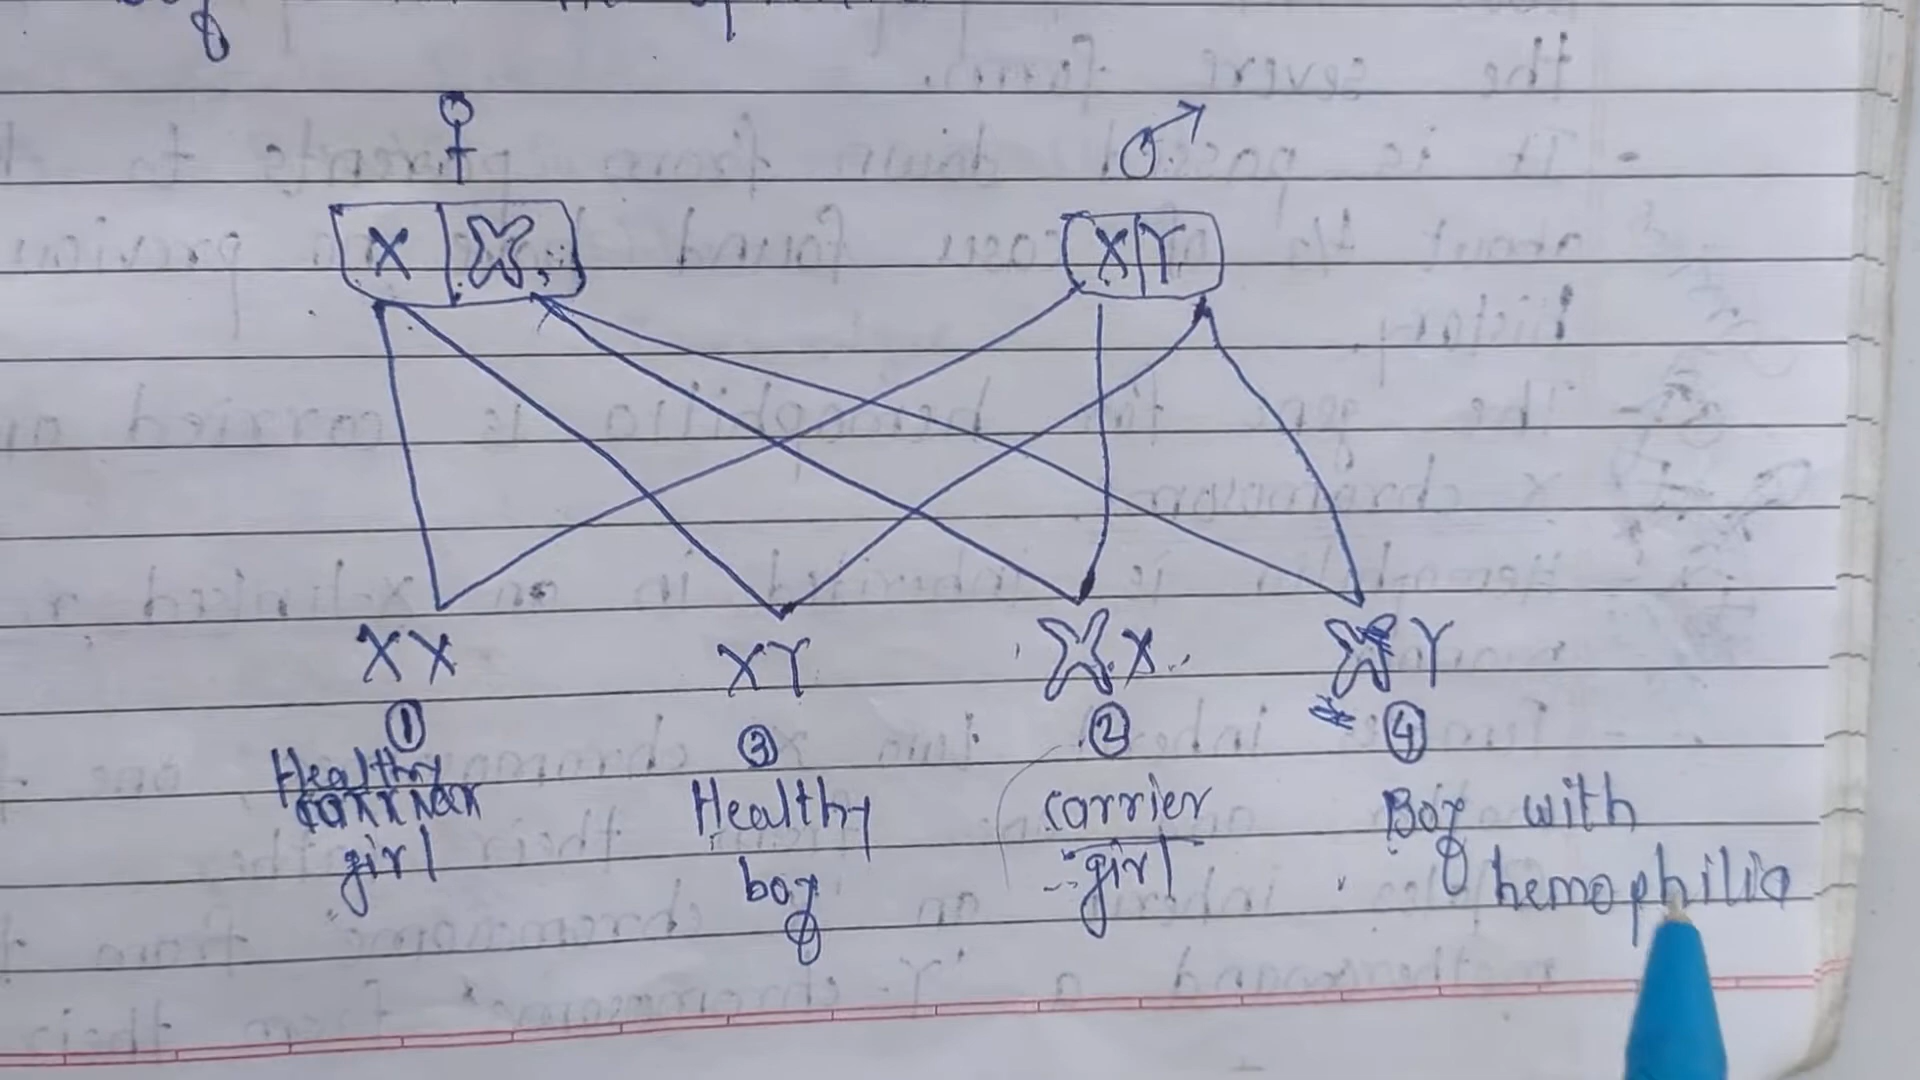 ♀ ♂
X X X Y
XX XY XX XY
① ③ ② ④
Healthy Healthy carrier Boy with
girl boy girl hemophilia